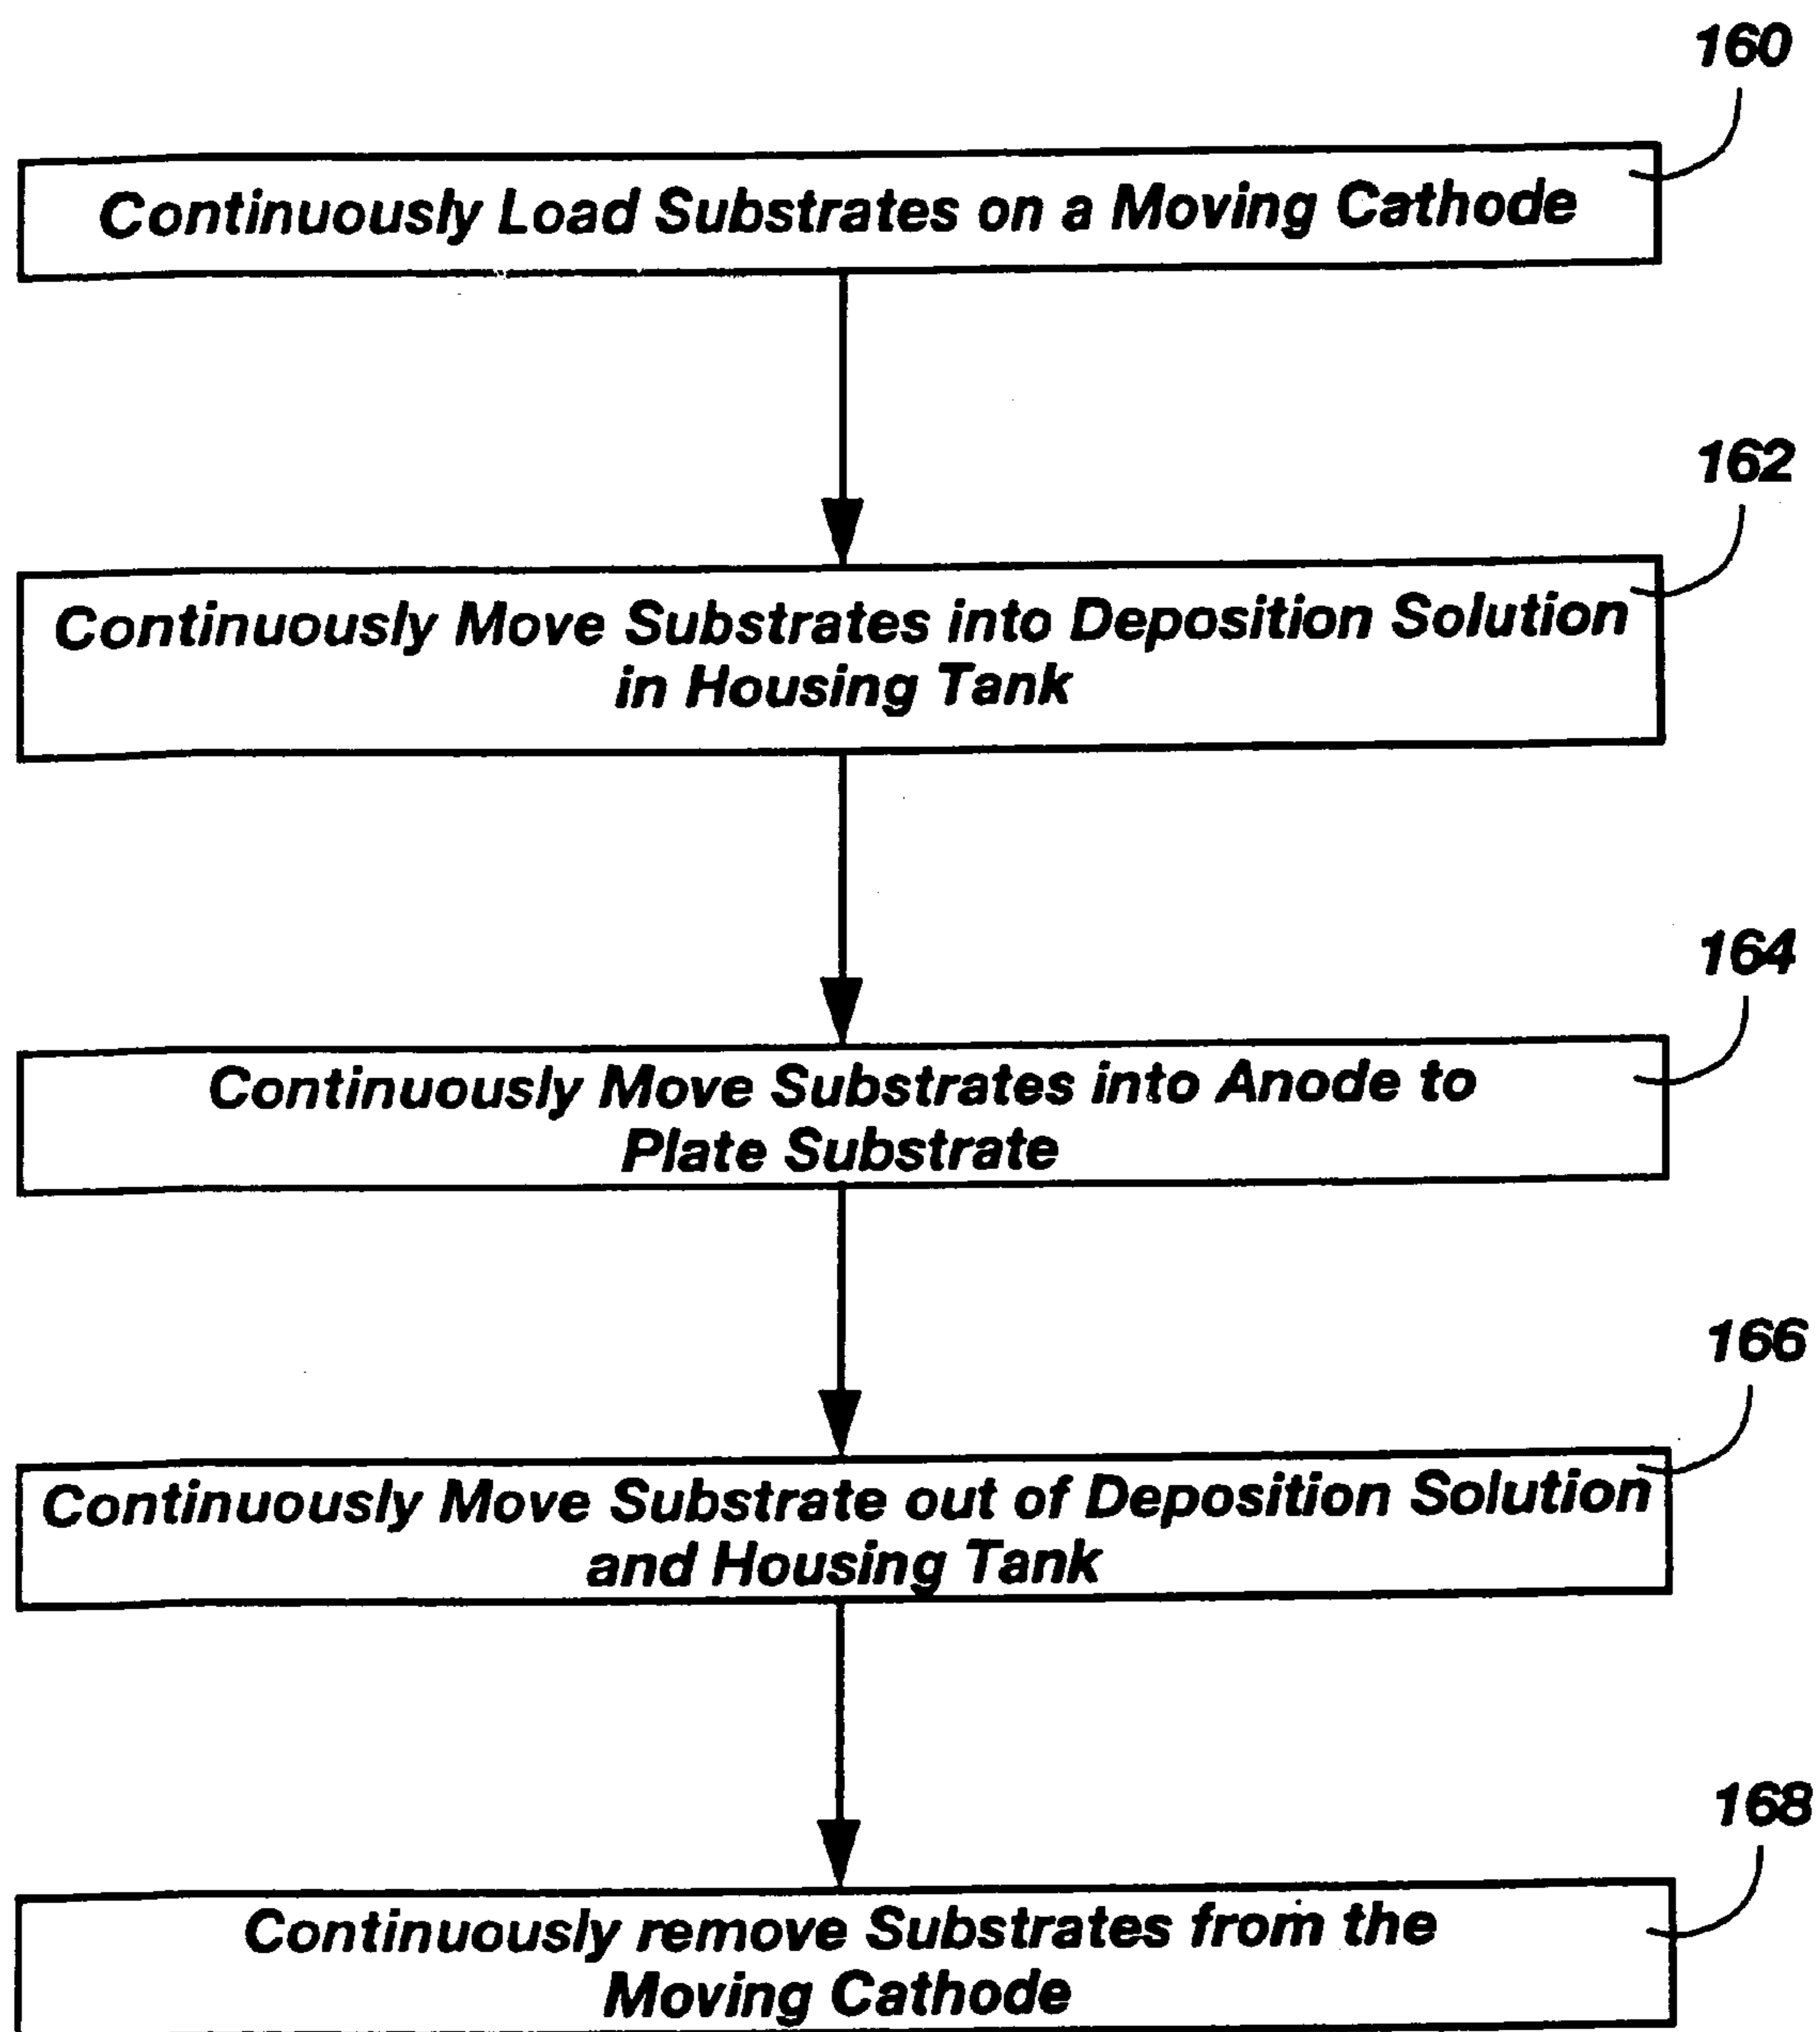 160
Continuously Load Substrates on a Moving Cathode
162
Continuously Move Substrates into Deposition Solution
in Housing Tank
164
Continuously Move Substrates into Anode to
Plate Substrate
166
Continuously Move Substrate out of Deposition Solution
and Housing Tank
168
Continuously remove Substrates from the
Moving Cathode